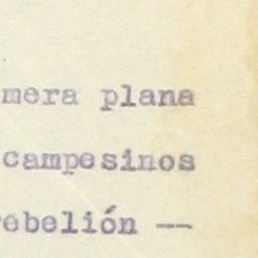 mera plana
campesinos
rebelión --